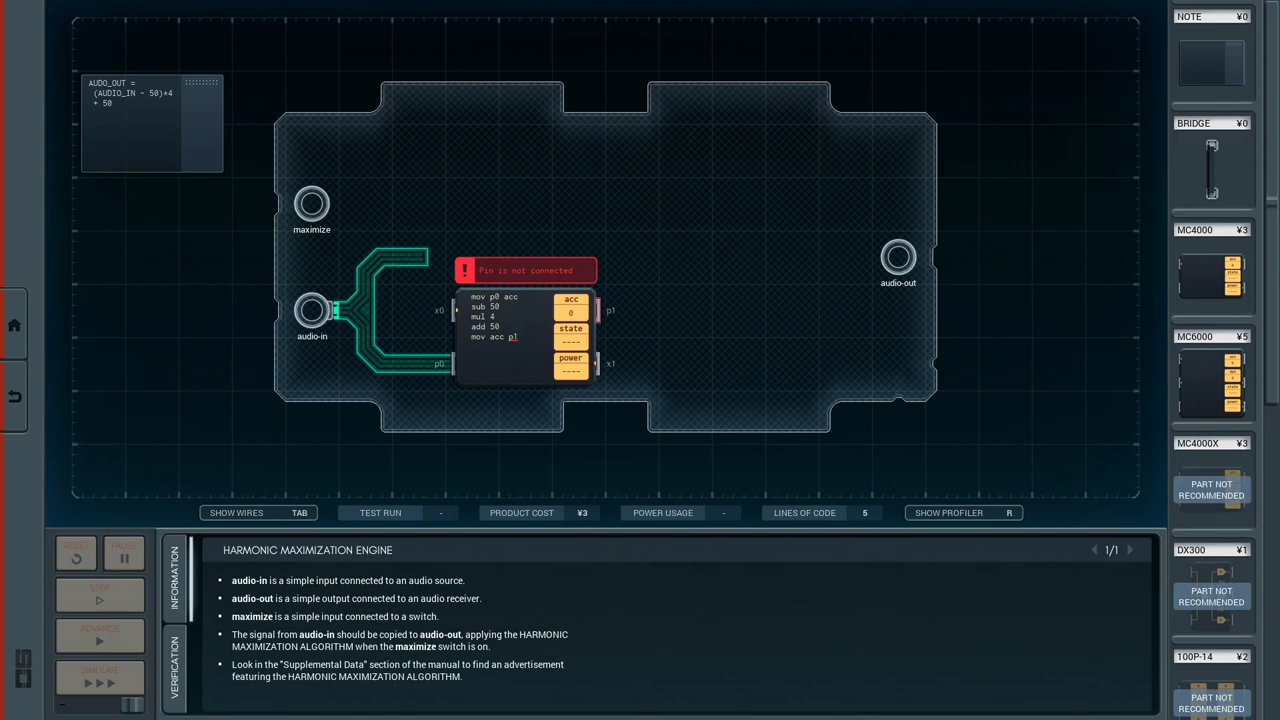 NOTE ¥0
AUDO_OUT =
(AUDIO_IN - 50)*4
+ 50
BRIDGE ¥0
maximize
MC4000 ¥3
acc
state
power
audio-out
! Pin is not connected
mov p0 acc
sub 50
mul 4
add 50
mov acc p1
acc
0
state
----
power
----
x0
p1
p0
x1
audio-in
MC6000 ¥5
MC4000X ¥3
PART NOT
RECOMMENDED
SHOW WIRES TAB
TEST RUN -
PRODUCT COST ¥3
POWER USAGE -
LINES OF CODE 5
SHOW PROFILER R
DX300 ¥1
PART NOT
RECOMMENDED
100P-14 ¥2
PART NOT
RECOMMENDED
RESET
PAUSE
STEP
ADVANCE
SIMULATE
INFORMATION
VERIFICATION
HARMONIC MAXIMIZATION ENGINE
1/1
▪ audio-in is a simple input connected to an audio source.
▪ audio-out is a simple output connected to an audio receiver.
▪ maximize is a simple input connected to a switch.
▪ The signal from audio-in should be copied to audio-out, applying the HARMONIC
MAXIMIZATION ALGORITHM when the maximize switch is on.
▪ Look in the "Supplemental Data" section of the manual to find an advertisement
featuring the HARMONIC MAXIMIZATION ALGORITHM.